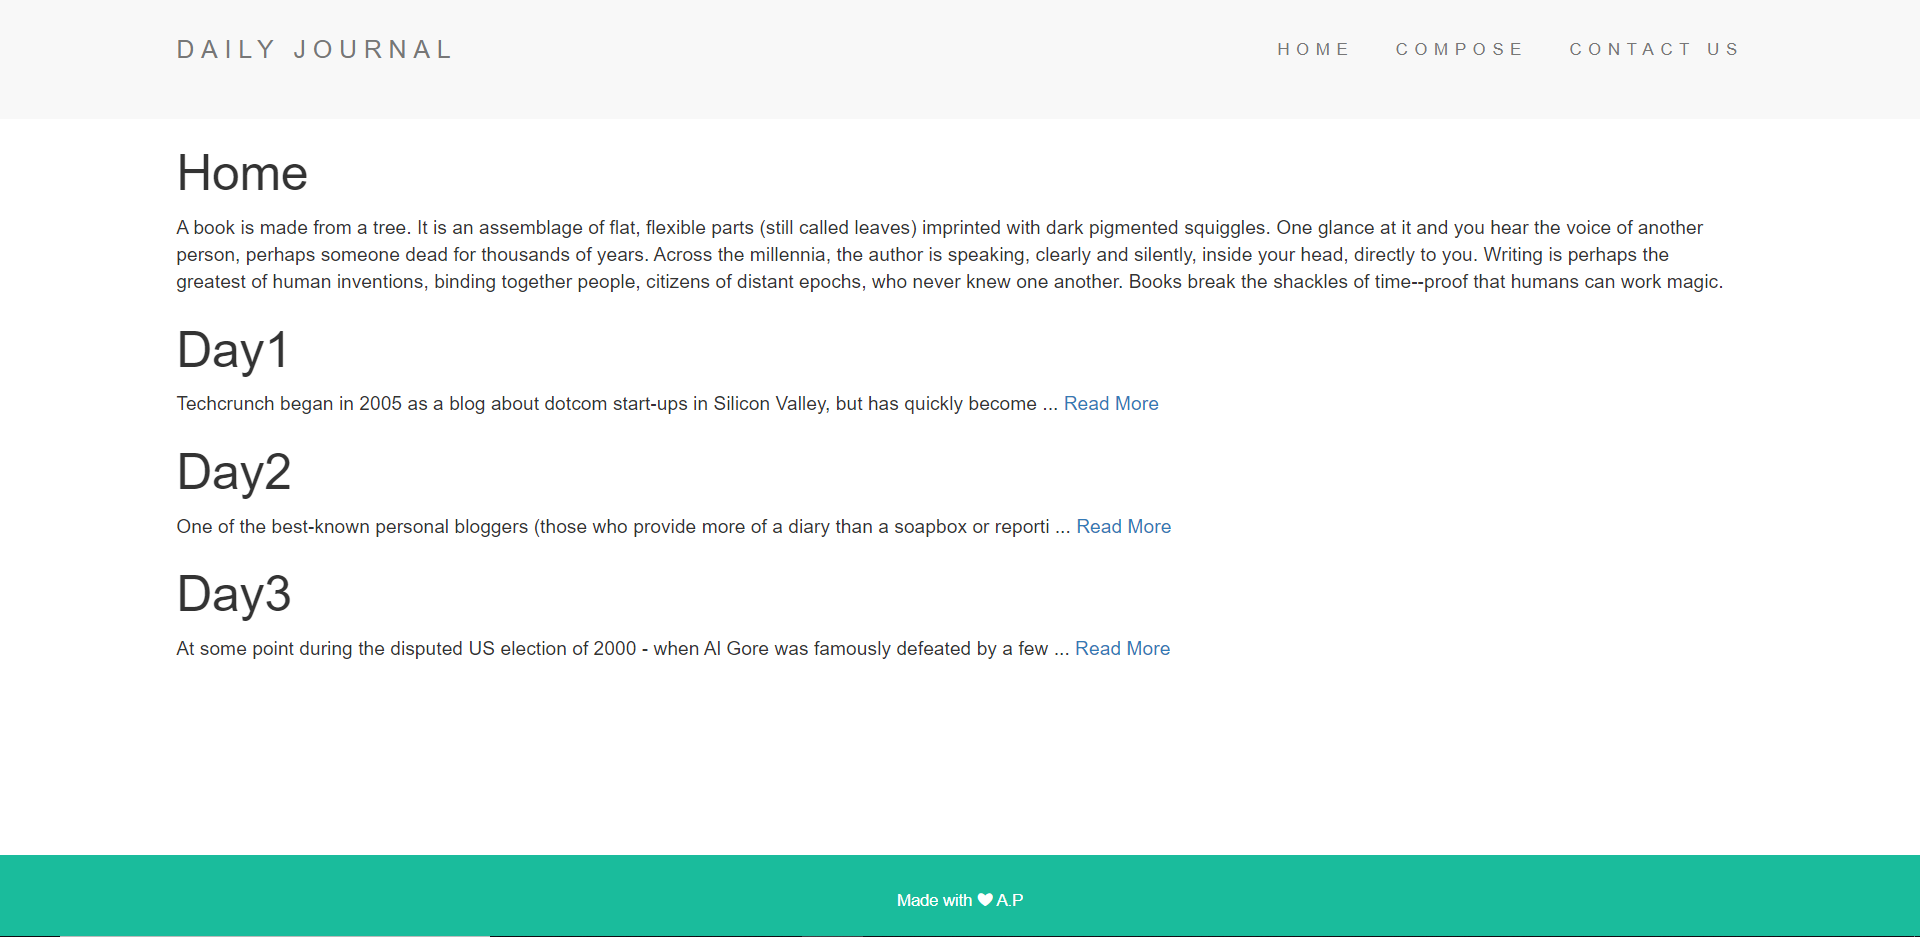 DAILY JOURNAL
HOME COMPOSE CONTACT US
Home
A book is made from a tree. It is an assemblage of flat, flexible parts (still called leaves) imprinted with dark pigmented squiggles. One glance at it and you hear the voice of another
person, perhaps someone dead for thousands of years. Across the millennia, the author is speaking, clearly and silently, inside your head, directly to you. Writing is perhaps the
greatest of human inventions, binding together people, citizens of distant epochs, who never knew one another. Books break the shackles of time--proof that humans can work magic.
Day1
Techcrunch began in 2005 as a blog about dotcom start-ups in Silicon Valley, but has quickly become ... Read More
Day2
One of the best-known personal bloggers (those who provide more of a diary than a soapbox or reporti ... Read More
Day3
At some point during the disputed US election of 2000 - when Al Gore was famously defeated by a few ... Read More
Made with ♥ A.P